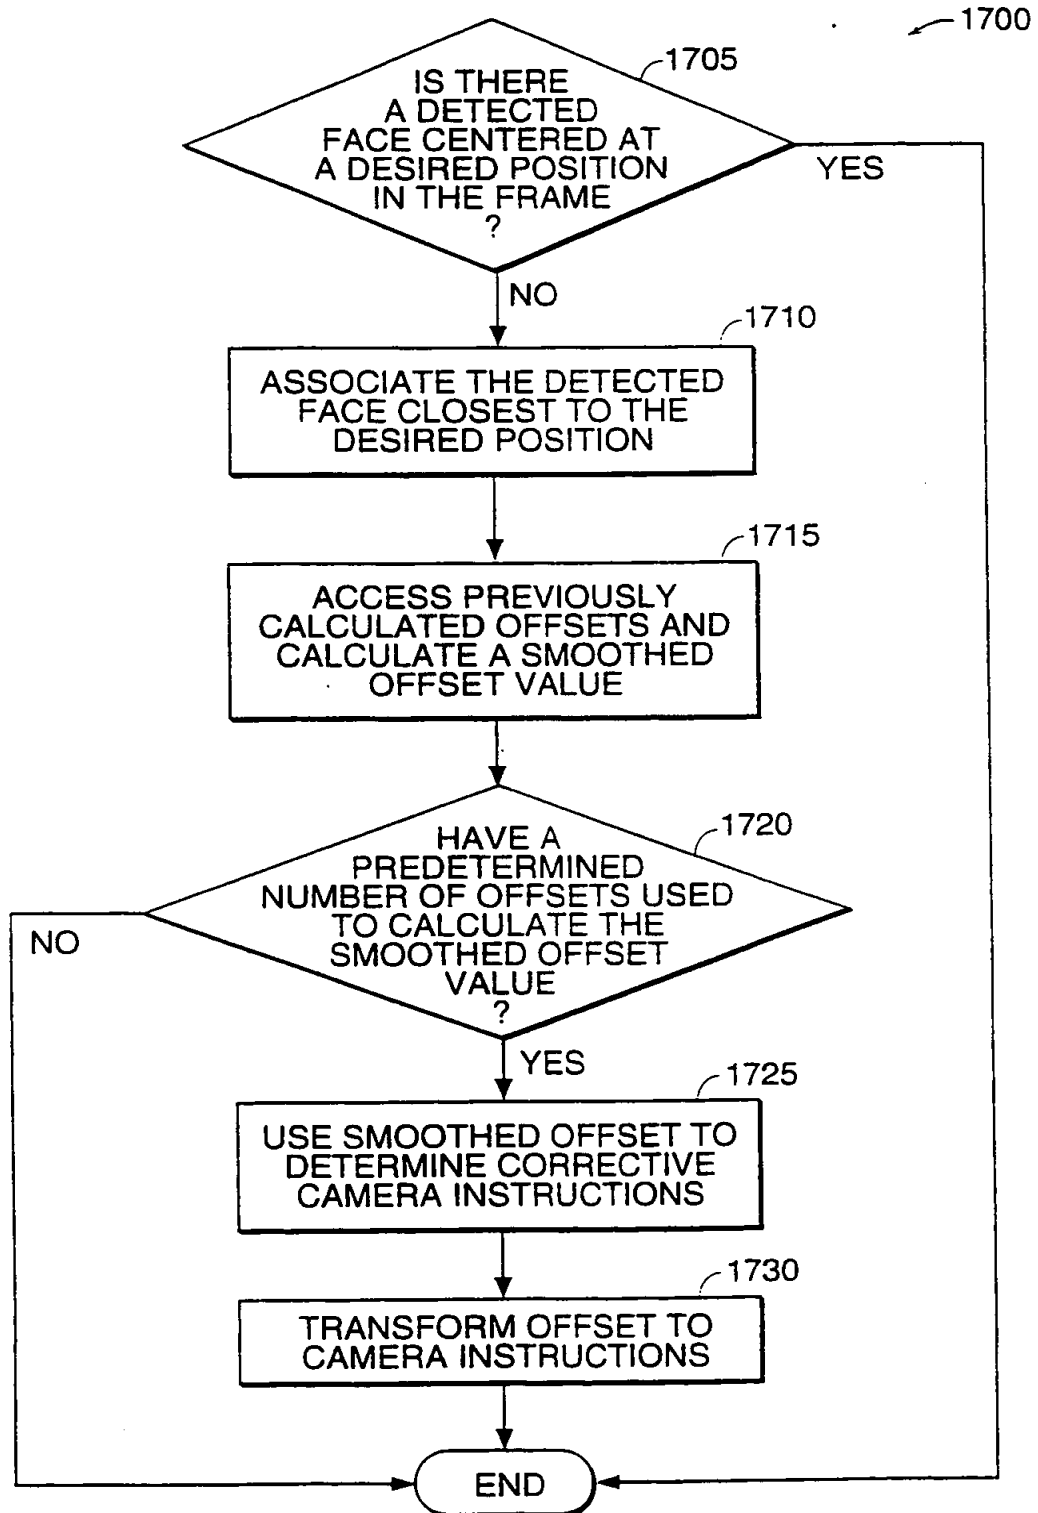 1700
1705
IS THERE
A DETECTED
FACE CENTERED AT
A DESIRED POSITION
IN THE FRAME
?
YES
NO
1710
ASSOCIATE THE DETECTED
FACE CLOSEST TO THE
DESIRED POSITION
1715
ACCESS PREVIOUSLY
CALCULATED OFFSETS AND
CALCULATE A SMOOTHED
OFFSET VALUE
1720
HAVE A
PREDETERMINED
NUMBER OF OFFSETS USED
TO CALCULATE THE
SMOOTHED OFFSET
VALUE
?
NO
YES
1725
USE SMOOTHED OFFSET TO
DETERMINE CORRECTIVE
CAMERA INSTRUCTIONS
1730
TRANSFORM OFFSET TO
CAMERA INSTRUCTIONS
END